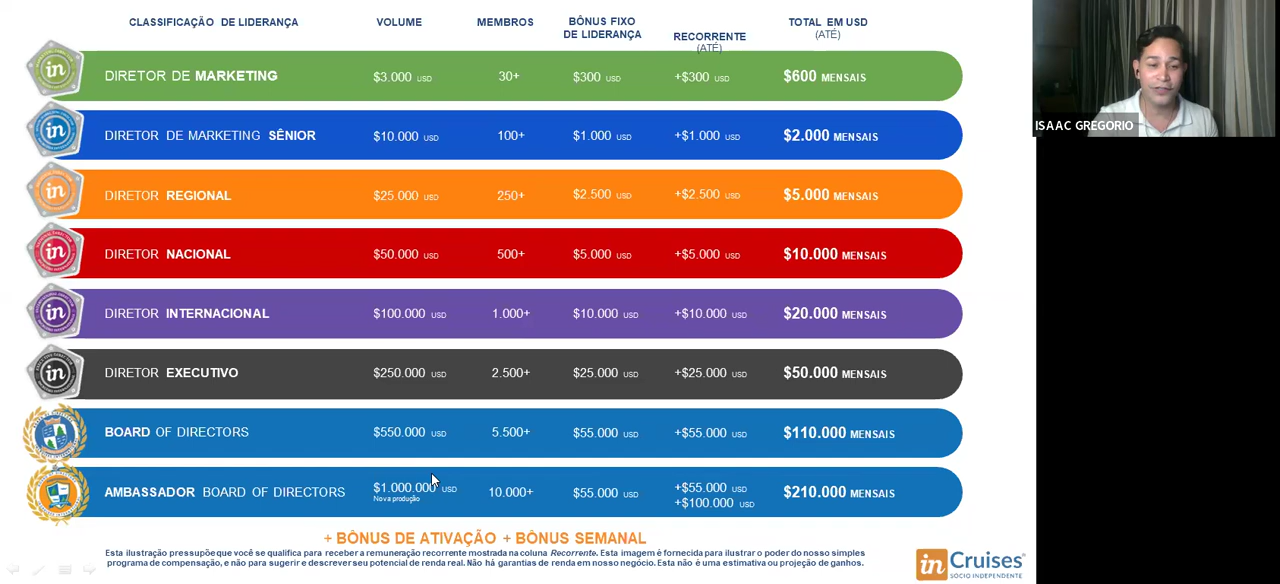 CLASSIFICAÇÃO DE LIDERANÇA VOLUME MEMBROS BÔNUS FIXO DE LIDERANÇA RECORRENTE (ATÉ) TOTAL EM USD (ATÉ)
in DIRETOR DE MARKETING $3.000 USD 30+ $300 USD +$300 USD $600 MENSAIS
in DIRETOR DE MARKETING SÊNIOR $10.000 USD 100+ $1.000 USD +$1.000 USD $2.000 MENSAIS
in DIRETOR REGIONAL $25.000 USD 250+ $2.500 USD +$2.500 USD $5.000 MENSAIS
in DIRETOR NACIONAL $50.000 USD 500+ $5.000 USD +$5.000 USD $10.000 MENSAIS
in DIRETOR INTERNACIONAL $100.000 USD 1.000+ $10.000 USD +$10.000 USD $20.000 MENSAIS
in DIRETOR EXECUTIVO $250.000 USD 2.500+ $25.000 USD +$25.000 USD $50.000 MENSAIS
BOARD OF DIRECTORS $550.000 USD 5.500+ $55.000 USD +$55.000 USD $110.000 MENSAIS
AMBASSADOR BOARD OF DIRECTORS $1.000.000 USD Nova produção 10.000+ $55.000 USD +$55.000 USD +$100.000 USD $210.000 MENSAIS
+ BÔNUS DE ATIVAÇÃO + BÔNUS SEMANAL
Esta ilustração pressupõe que você se qualifica para receber a remuneração recorrente mostrada na coluna Recorrente. Esta imagem é fornecida para ilustrar o poder do nosso simples
programa de compensação, e não para sugerir e descrever seu potencial de renda real. Não há garantias de renda em nosso negócio. Esta não é uma estimativa ou projeção de ganhos.
inCruises®
SÓCIO INDEPENDENTE
ISAAC GREGORIO